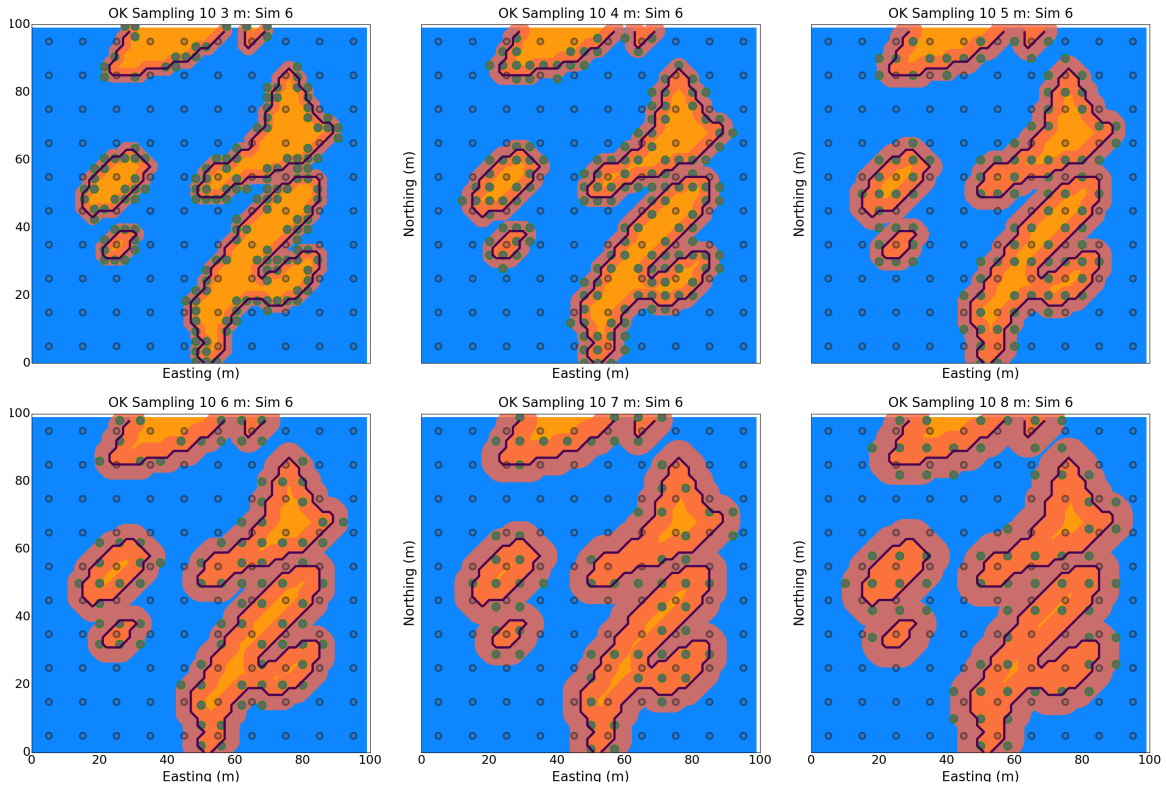 OK Sampling 10 3 m: Sim 6
OK Sampling 10 4 m: Sim 6
OK Sampling 10 5 m: Sim 6
100
80
60
40
20
0
Northing (m)
Northing (m)
Easting (m)
Easting (m)
Easting (m)
OK Sampling 10 6 m: Sim 6
OK Sampling 10 7 m: Sim 6
OK Sampling 10 8 m: Sim 6
100
80
60
40
20
0
Northing (m)
Northing (m)
0 20 40 60 80 100
0 20 40 60 80 100
0 20 40 60 80 100
Easting (m)
Easting (m)
Easting (m)